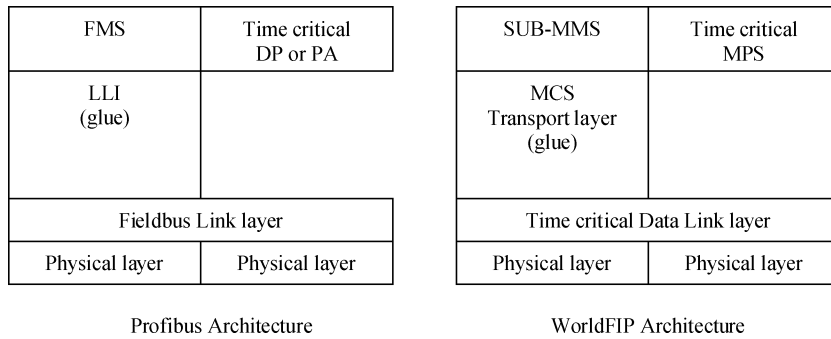 FMS
Time critical
DP or PA
LLI
(glue)
Fieldbus Link layer
Physical layer
Physical layer
Profibus Architecture
SUB-MMS
Time critical
MPS
MCS
Transport layer
(glue)
Time critical Data Link layer
Physical layer
Physical layer
WorldFIP Architecture